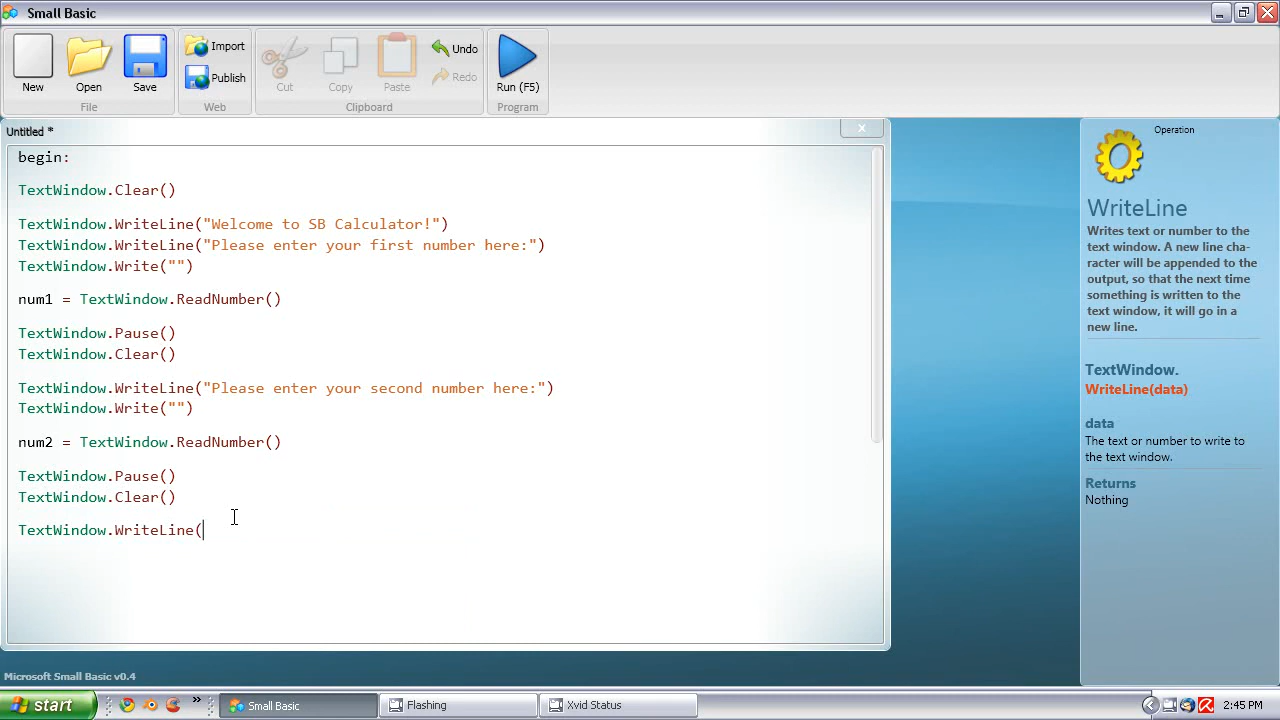 Small Basic
New
Open
Save
File
Import
Publish
Web
Cut
Copy
Paste
Undo
Redo
Clipboard
Run (F5)
Program
Untitled *
x
begin:
TextWindow.Clear()
TextWindow.WriteLine("Welcome to SB Calculator!")
TextWindow.WriteLine("Please enter your first number here:")
TextWindow.Write("")
num1 = TextWindow.ReadNumber()
TextWindow.Pause()
TextWindow.Clear()
TextWindow.WriteLine("Please enter your second number here:")
TextWindow.Write("")
num2 = TextWindow.ReadNumber()
TextWindow.Pause()
TextWindow.Clear()
TextWindow.WriteLine(
Operation
WriteLine
Writes text or number to the
text window. A new line cha-
racter will be appended to the
output, so that the next time
something is written to the
text window, it will go in a
new line.
TextWindow.
WriteLine(data)
data
The text or number to write to
the text window.
Returns
Nothing
Microsoft Small Basic v0.4
start
»
Small Basic
Flashing
Xvid Status
2:45 PM